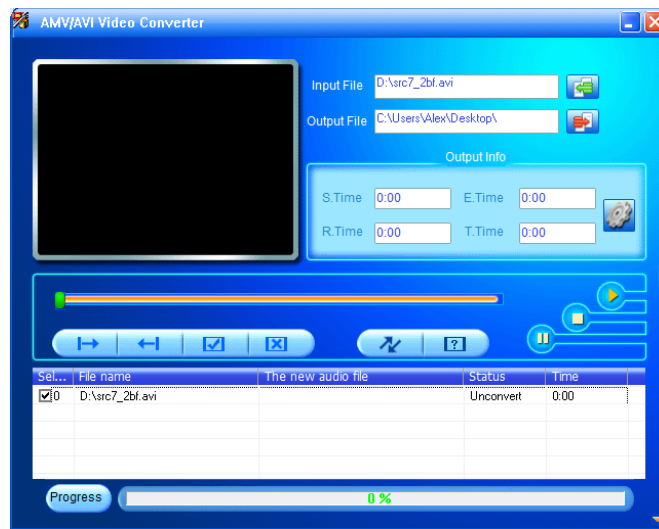 AMV/AVI Video Converter
Input File D:\src7_2bf.avi
Output File C:\Users\Alex\Desktop\
Output Info
S.Time 0:00 E.Time 0:00
R.Time 0:00 T.Time 0:00
Sel... File name The new audio file Status Time
0 D:\src7_2bf.avi Unconvert 0:00
Progress 0 %